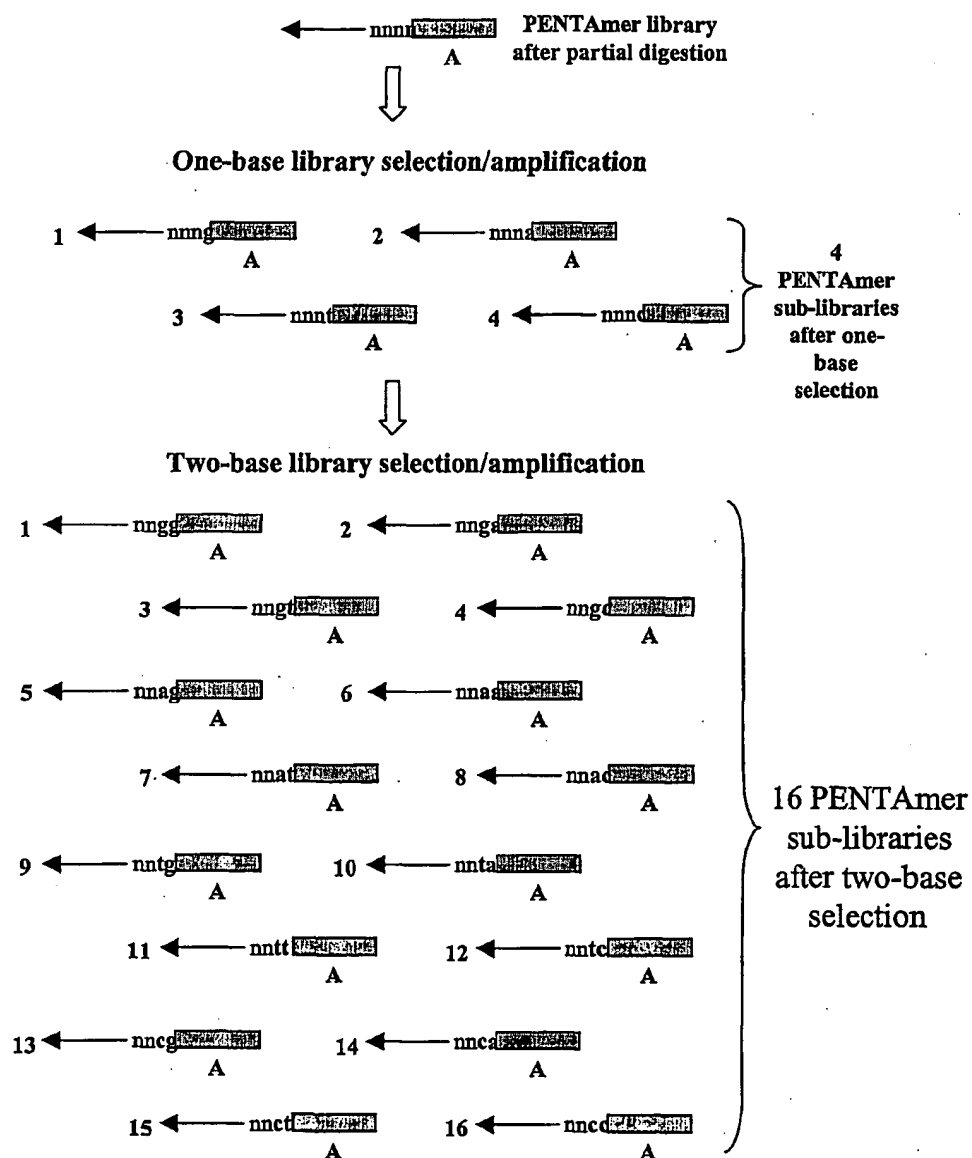 PENTAmer library
nnnn after partial digestion
A
One-base library selection/amplification
1 nnng 2 nnna
A A
3 nnnt 4 nnnc
A A
4
PENTAmer
sub-libraries
after one-
base
selection
Two-base library selection/amplification
1 nngg 2 nnga
A A
3 nngt 4 nngc
A A
5 nnag 6 nnaa
A A
7 nnat 8 nnac
A A
9 nntg 10 nnta
A A
11 nntt 12 nntc
A A
13 nncg 14 nnca
A A
15 nnct 16 nncc
A A
16 PENTAmer
sub-libraries
after two-base
selection